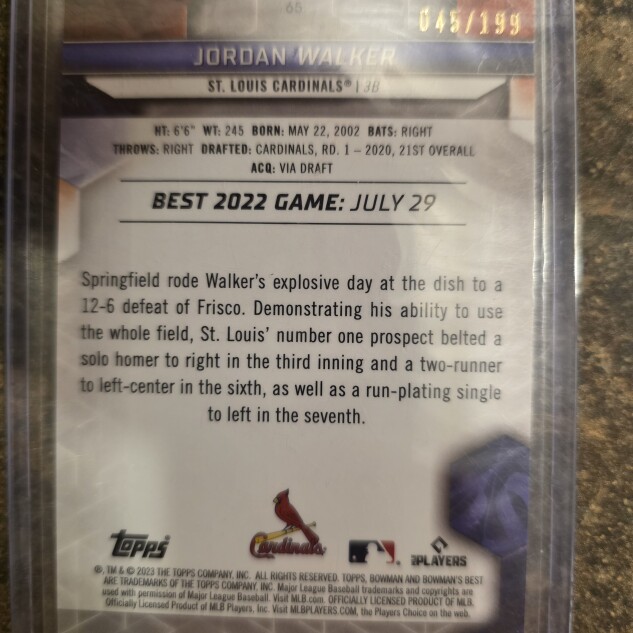 65
045/199
JORDAN WALKER
ST. LOUIS CARDINALS® | 3B
HT: 6'6" WT: 245 BORN: MAY 22, 2002 BATS: RIGHT
THROWS: RIGHT DRAFTED: CARDINALS, RD. 1 – 2020, 21ST OVERALL
ACQ: VIA DRAFT
BEST 2022 GAME: JULY 29
Springfield rode Walker's explosive day at the dish to a
12-6 defeat of Frisco. Demonstrating his ability to use
the whole field, St. Louis' number one prospect belted a
solo homer to right in the third inning and a two-runner
to left-center in the sixth, as well as a run-plating single
to left in the seventh.
topps
Cardinals
PLAYERS
®, TM & © 2023 THE TOPPS COMPANY, INC. ALL RIGHTS RESERVED. TOPPS, BOWMAN AND BOWMAN'S BEST
ARE TRADEMARKS OF THE TOPPS COMPANY, INC. Major League Baseball trademarks and copyrights are
used with permission of Major League Baseball. Visit MLB.com. OFFICIALLY LICENSED PRODUCT OF MLB
Officially Licensed Product of MLB Players, Inc. Visit MLBPLAYERS.COM, the Players Choice on the web.